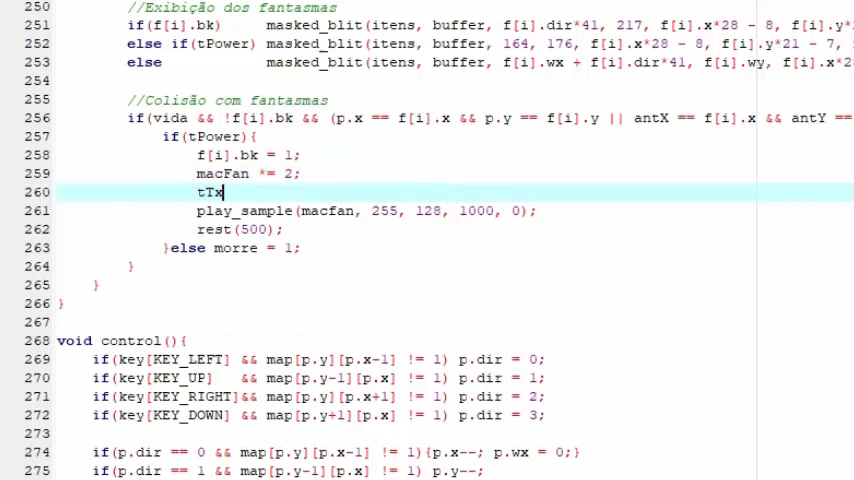 250 //Exibição dos fantasmas
251 if(f[i].bk) masked_blit(itens, buffer, f[i].dir*41, 217, f[i].x*28 - 8, f[i].y*
252 else if(tPower) masked_blit(itens, buffer, 164, 176, f[i].x*28 - 8, f[i].y*21 - 7,
253 else masked_blit(itens, buffer, f[i].wx + f[i].dir*41, f[i].wy, f[i].x*28
254
255 //Colisão com fantasmas
256 if(vida && !f[i].bk && (p.x == f[i].x && p.y == f[i].y || antX == f[i].x && antY ==
257 if(tPower){
258 f[i].bk = 1;
259 macFan *= 2;
260 tTx
261 play_sample(macfan, 255, 128, 1000, 0);
262 rest(500);
263 }else morre = 1;
264 }
265 }
266 }
267
268 void control(){
269 if(key[KEY_LEFT] && map[p.y][p.x-1] != 1) p.dir = 0;
270 if(key[KEY_UP] && map[p.y-1][p.x] != 1) p.dir = 1;
271 if(key[KEY_RIGHT]&& map[p.y][p.x+1] != 1) p.dir = 2;
272 if(key[KEY_DOWN] && map[p.y+1][p.x] != 1) p.dir = 3;
273
274 if(p.dir == 0 && map[p.y][p.x-1] != 1){p.x--; p.wx = 0;}
275 if(p.dir == 1 && map[p.y-1][p.x] != 1) p.y--;